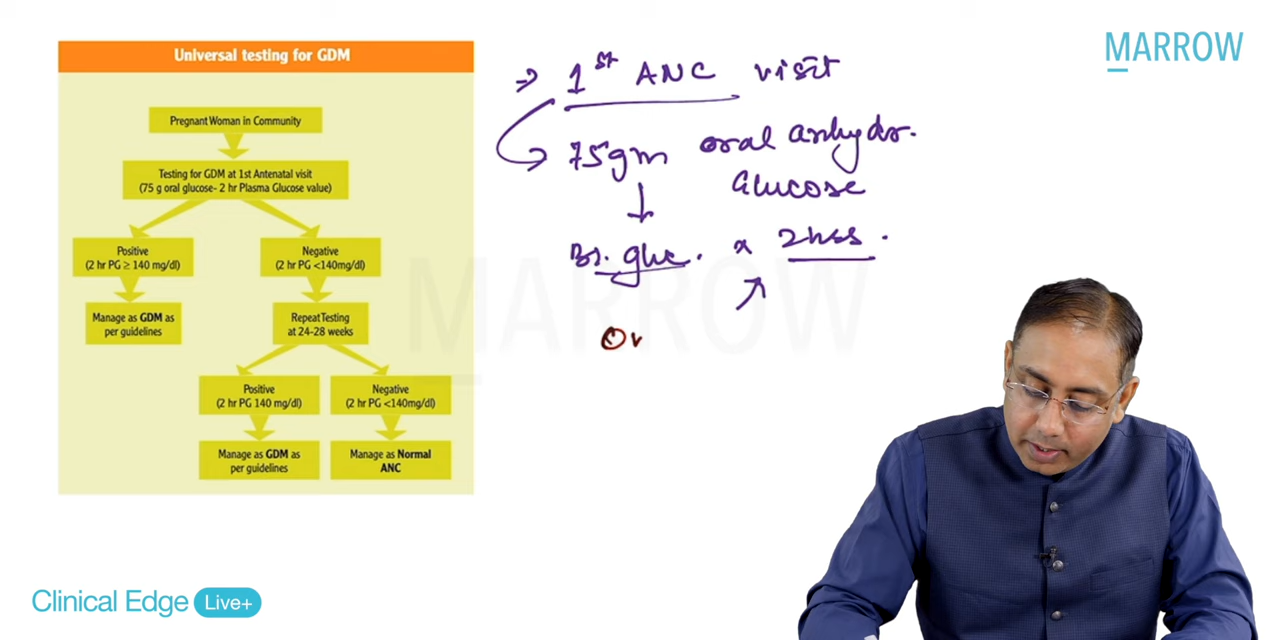 MARROW
Universal testing for GDM
Pregnant Woman in Community
Testing for GDM at 1st Antenatal visit
(75 g oral glucose- 2 hr Plasma Glucose value)
Positive
(2 hr PG ≥ 140 mg/dl)
Negative
(2 hr PG <140mg/dl)
Manage as GDM as
per guidelines
Repeat Testing
at 24-28 weeks
Positive
(2 hr PG 140 mg/dl)
Negative
(2 hr PG <140mg/dl)
Manage as GDM as
per guidelines
Manage as Normal
ANC
⇒ 1st ANC visit
75gm oral anhydr.
Glucose
↓
glu. x 2hrs.
MARROW
Clinical Edge Live+